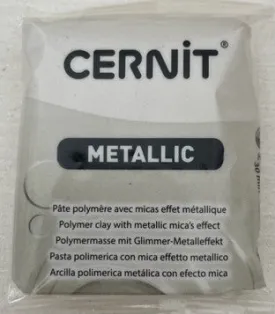 CERNIT®
METALLIC
Pâte polymère avec micas effet métallique
Polymer clay with metallic mica's effect
Polymermasse mit Glimmer-Metalleffekt
Pasta polimerica con mica effetto metallico
Arcilla polimerica metálica con efecto mica